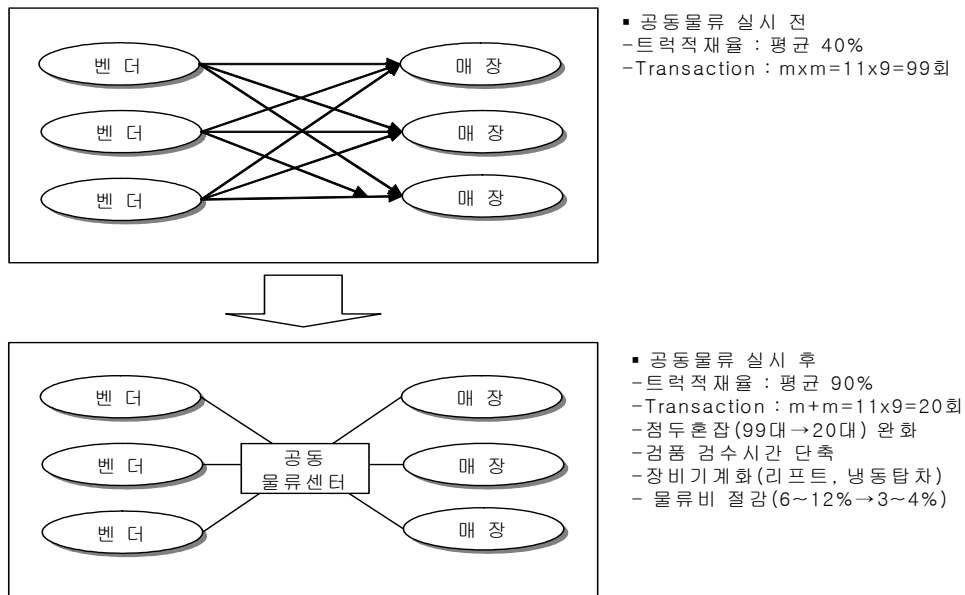 벤 더
매 장
벤 더
매 장
벤 더
매 장
▪ 공동물류 실시 전
-트럭적재율 : 평균 40%
-Transaction : mxm=11x9=99회
벤 더
매 장
벤 더
공동
물류센터
매 장
벤 더
매 장
▪ 공동물류 실시 후
-트럭적재율 : 평균 90%
-Transaction : m+m=11x9=20회
-점두혼잡(99대→20대) 완화
-검품 검수시간 단축
-장비기계화(리프트, 냉동탑차)
- 물류비 절감(6~12%→3~4%)